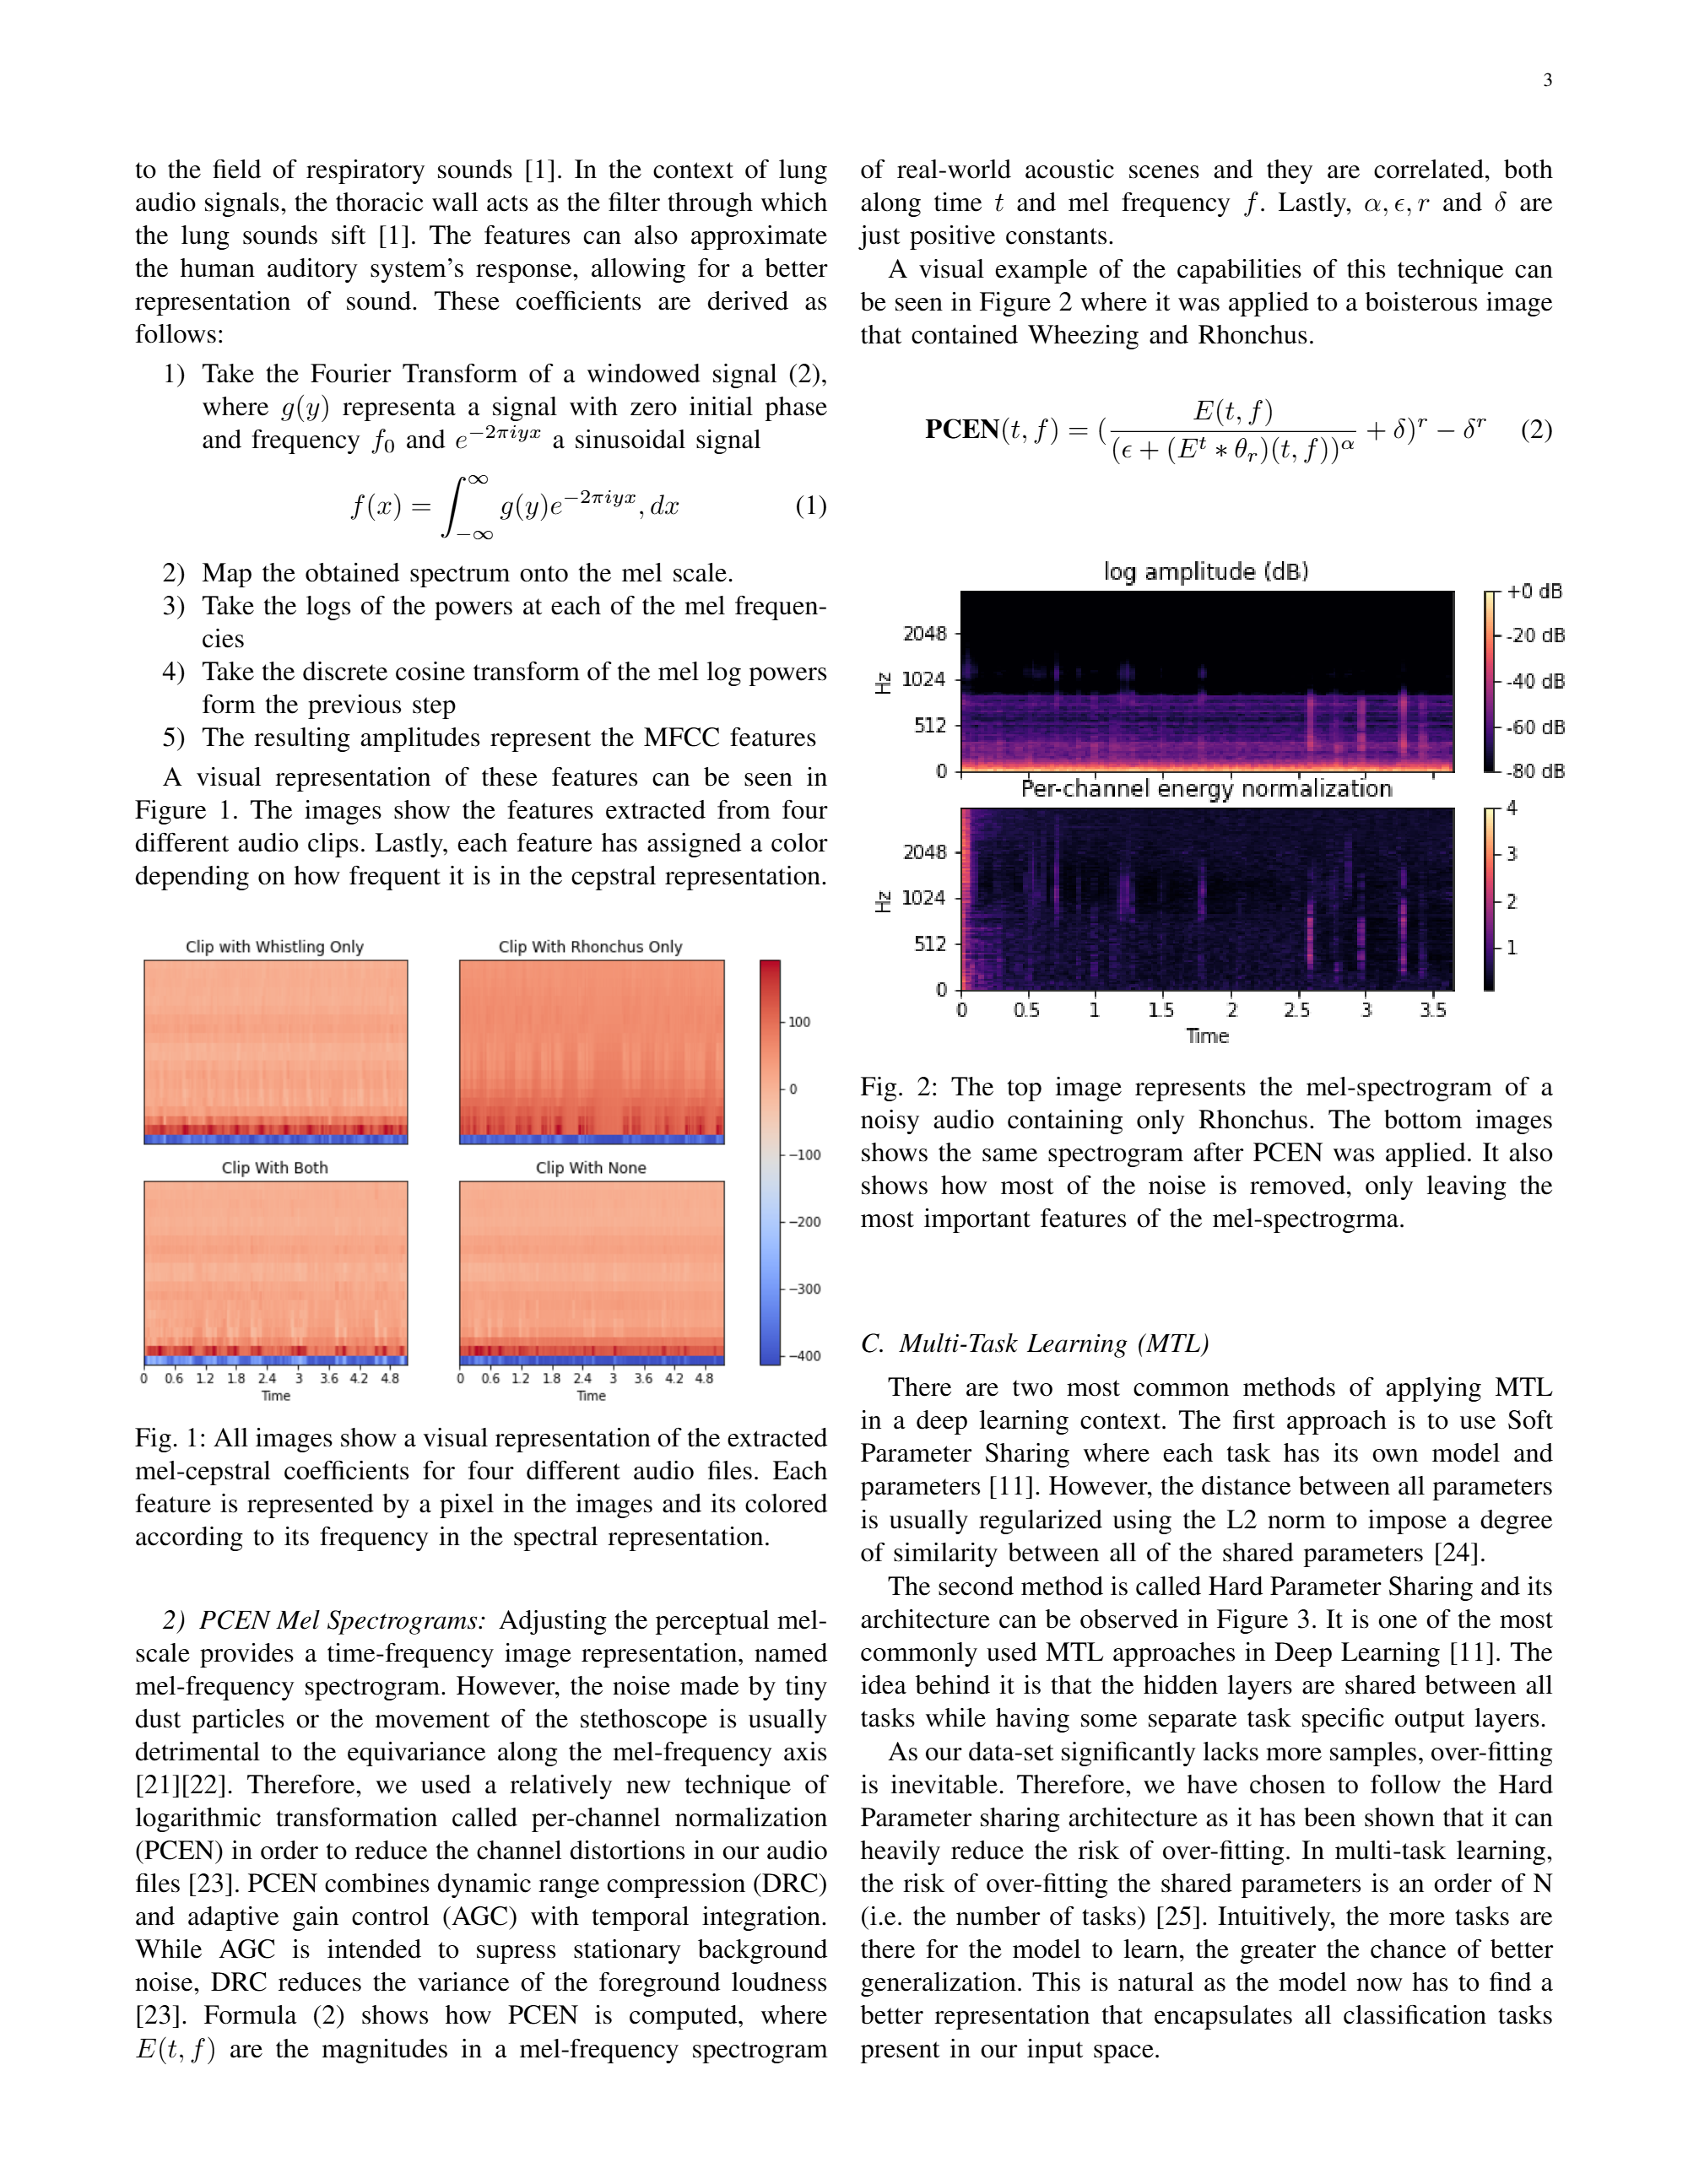 3
to the field of respiratory sounds [1]. In the context of lung
audio signals, the thoracic wall acts as the filter through which
the lung sounds sift [1]. The features can also approximate
the human auditory system's response, allowing for a better
representation of sound. These coefficients are derived as
follows:
1) Take the Fourier Transform of a windowed signal (2),
where g(y) representa a signal with zero initial phase
and frequency f₀ and e^{−2πiyx} a sinusoidal signal
f(x) = ∫_{−∞}^{∞} g(y)e^{−2πiyx}, dx (1)
2) Map the obtained spectrum onto the mel scale.
3) Take the logs of the powers at each of the mel frequen-
cies
4) Take the discrete cosine transform of the mel log powers
form the previous step
5) The resulting amplitudes represent the MFCC features
A visual representation of these features can be seen in
Figure 1. The images show the features extracted from four
different audio clips. Lastly, each feature has assigned a color
depending on how frequent it is in the cepstral representation.
Clip with Whistling Only
Clip With Rhonchus Only
100
0
−100
−200
−300
−400
Clip With Both
Clip With None
0 0.6 1.2 1.8 2.4 3 3.6 4.2 4.8
Time
0 0.6 1.2 1.8 2.4 3 3.6 4.2 4.8
Time
Fig. 1: All images show a visual representation of the extracted
mel-cepstral coefficients for four different audio files. Each
feature is represented by a pixel in the images and its colored
according to its frequency in the spectral representation.
2) PCEN Mel Spectrograms: Adjusting the perceptual mel-
scale provides a time-frequency image representation, named
mel-frequency spectrogram. However, the noise made by tiny
dust particles or the movement of the stethoscope is usually
detrimental to the equivariance along the mel-frequency axis
[21][22]. Therefore, we used a relatively new technique of
logarithmic transformation called per-channel normalization
(PCEN) in order to reduce the channel distortions in our audio
files [23]. PCEN combines dynamic range compression (DRC)
and adaptive gain control (AGC) with temporal integration.
While AGC is intended to supress stationary background
noise, DRC reduces the variance of the foreground loudness
[23]. Formula (2) shows how PCEN is computed, where
E(t, f) are the magnitudes in a mel-frequency spectrogram
of real-world acoustic scenes and they are correlated, both
along time t and mel frequency f. Lastly, α, ϵ, r and δ are
just positive constants.
A visual example of the capabilities of this technique can
be seen in Figure 2 where it was applied to a boisterous image
that contained Wheezing and Rhonchus.
PCEN(t, f) = (E(t, f) / (ϵ + (E^t ∗ θ_r)(t, f))^α + δ)^r − δ^r (2)
log amplitude (dB)
2048
1024
512
0
Hz
+0 dB
-20 dB
-40 dB
-60 dB
-80 dB
Per-channel energy normalization
2048
1024
512
0
Hz
4
3
2
1
0 0.5 1 1.5 2 2.5 3 3.5
Time
Fig. 2: The top image represents the mel-spectrogram of a
noisy audio containing only Rhonchus. The bottom images
shows the same spectrogram after PCEN was applied. It also
shows how most of the noise is removed, only leaving the
most important features of the mel-spectrogrma.
C. Multi-Task Learning (MTL)
There are two most common methods of applying MTL
in a deep learning context. The first approach is to use Soft
Parameter Sharing where each task has its own model and
parameters [11]. However, the distance between all parameters
is usually regularized using the L2 norm to impose a degree
of similarity between all of the shared parameters [24].
The second method is called Hard Parameter Sharing and its
architecture can be observed in Figure 3. It is one of the most
commonly used MTL approaches in Deep Learning [11]. The
idea behind it is that the hidden layers are shared between all
tasks while having some separate task specific output layers.
As our data-set significantly lacks more samples, over-fitting
is inevitable. Therefore, we have chosen to follow the Hard
Parameter sharing architecture as it has been shown that it can
heavily reduce the risk of over-fitting. In multi-task learning,
the risk of over-fitting the shared parameters is an order of N
(i.e. the number of tasks) [25]. Intuitively, the more tasks are
there for the model to learn, the greater the chance of better
generalization. This is natural as the model now has to find a
better representation that encapsulates all classification tasks
present in our input space.